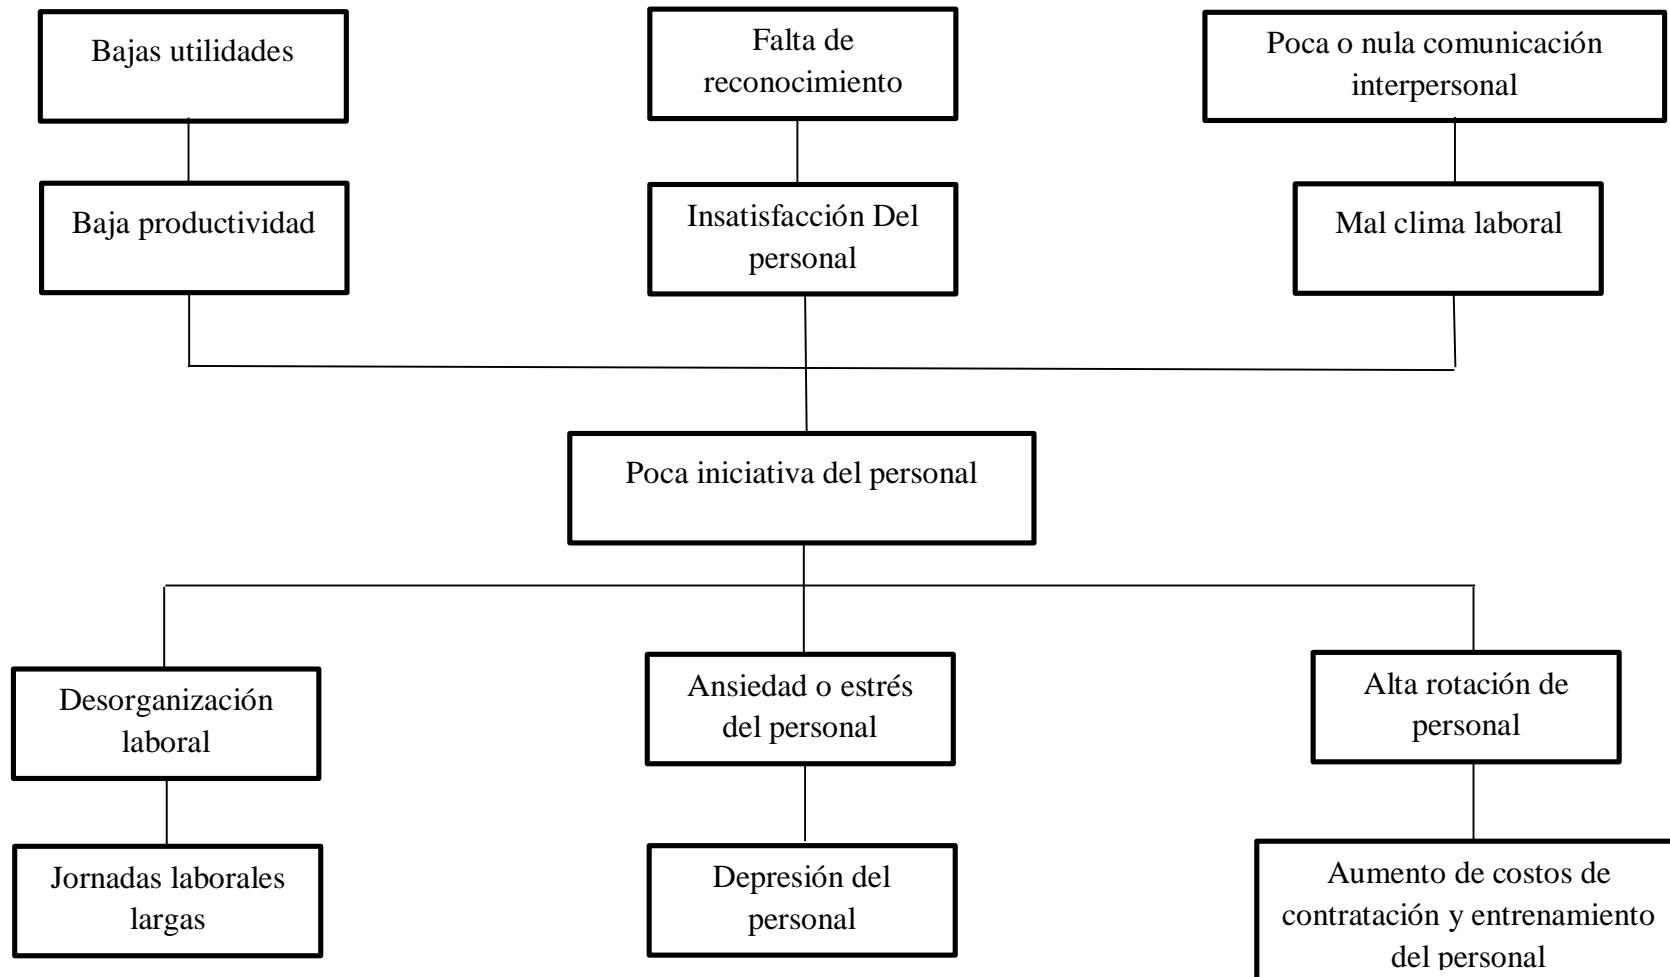 Bajas utilidades
Falta de
reconocimiento
Poca o nula comunicación
interpersonal
Baja productividad
Insatisfacción Del
personal
Mal clima laboral
Poca iniciativa del personal
Desorganización
laboral
Ansiedad o estrés
del personal
Alta rotación de
personal
Jornadas laborales
largas
Depresión del
personal
Aumento de costos de
contratación y entrenamiento
del personal